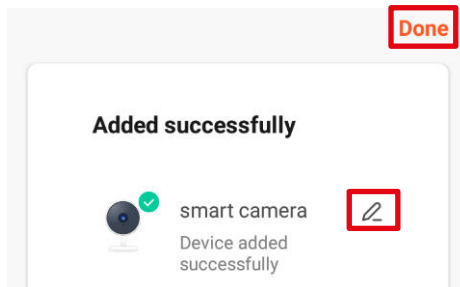 Done
Added successfully
smart camera
Device added
successfully